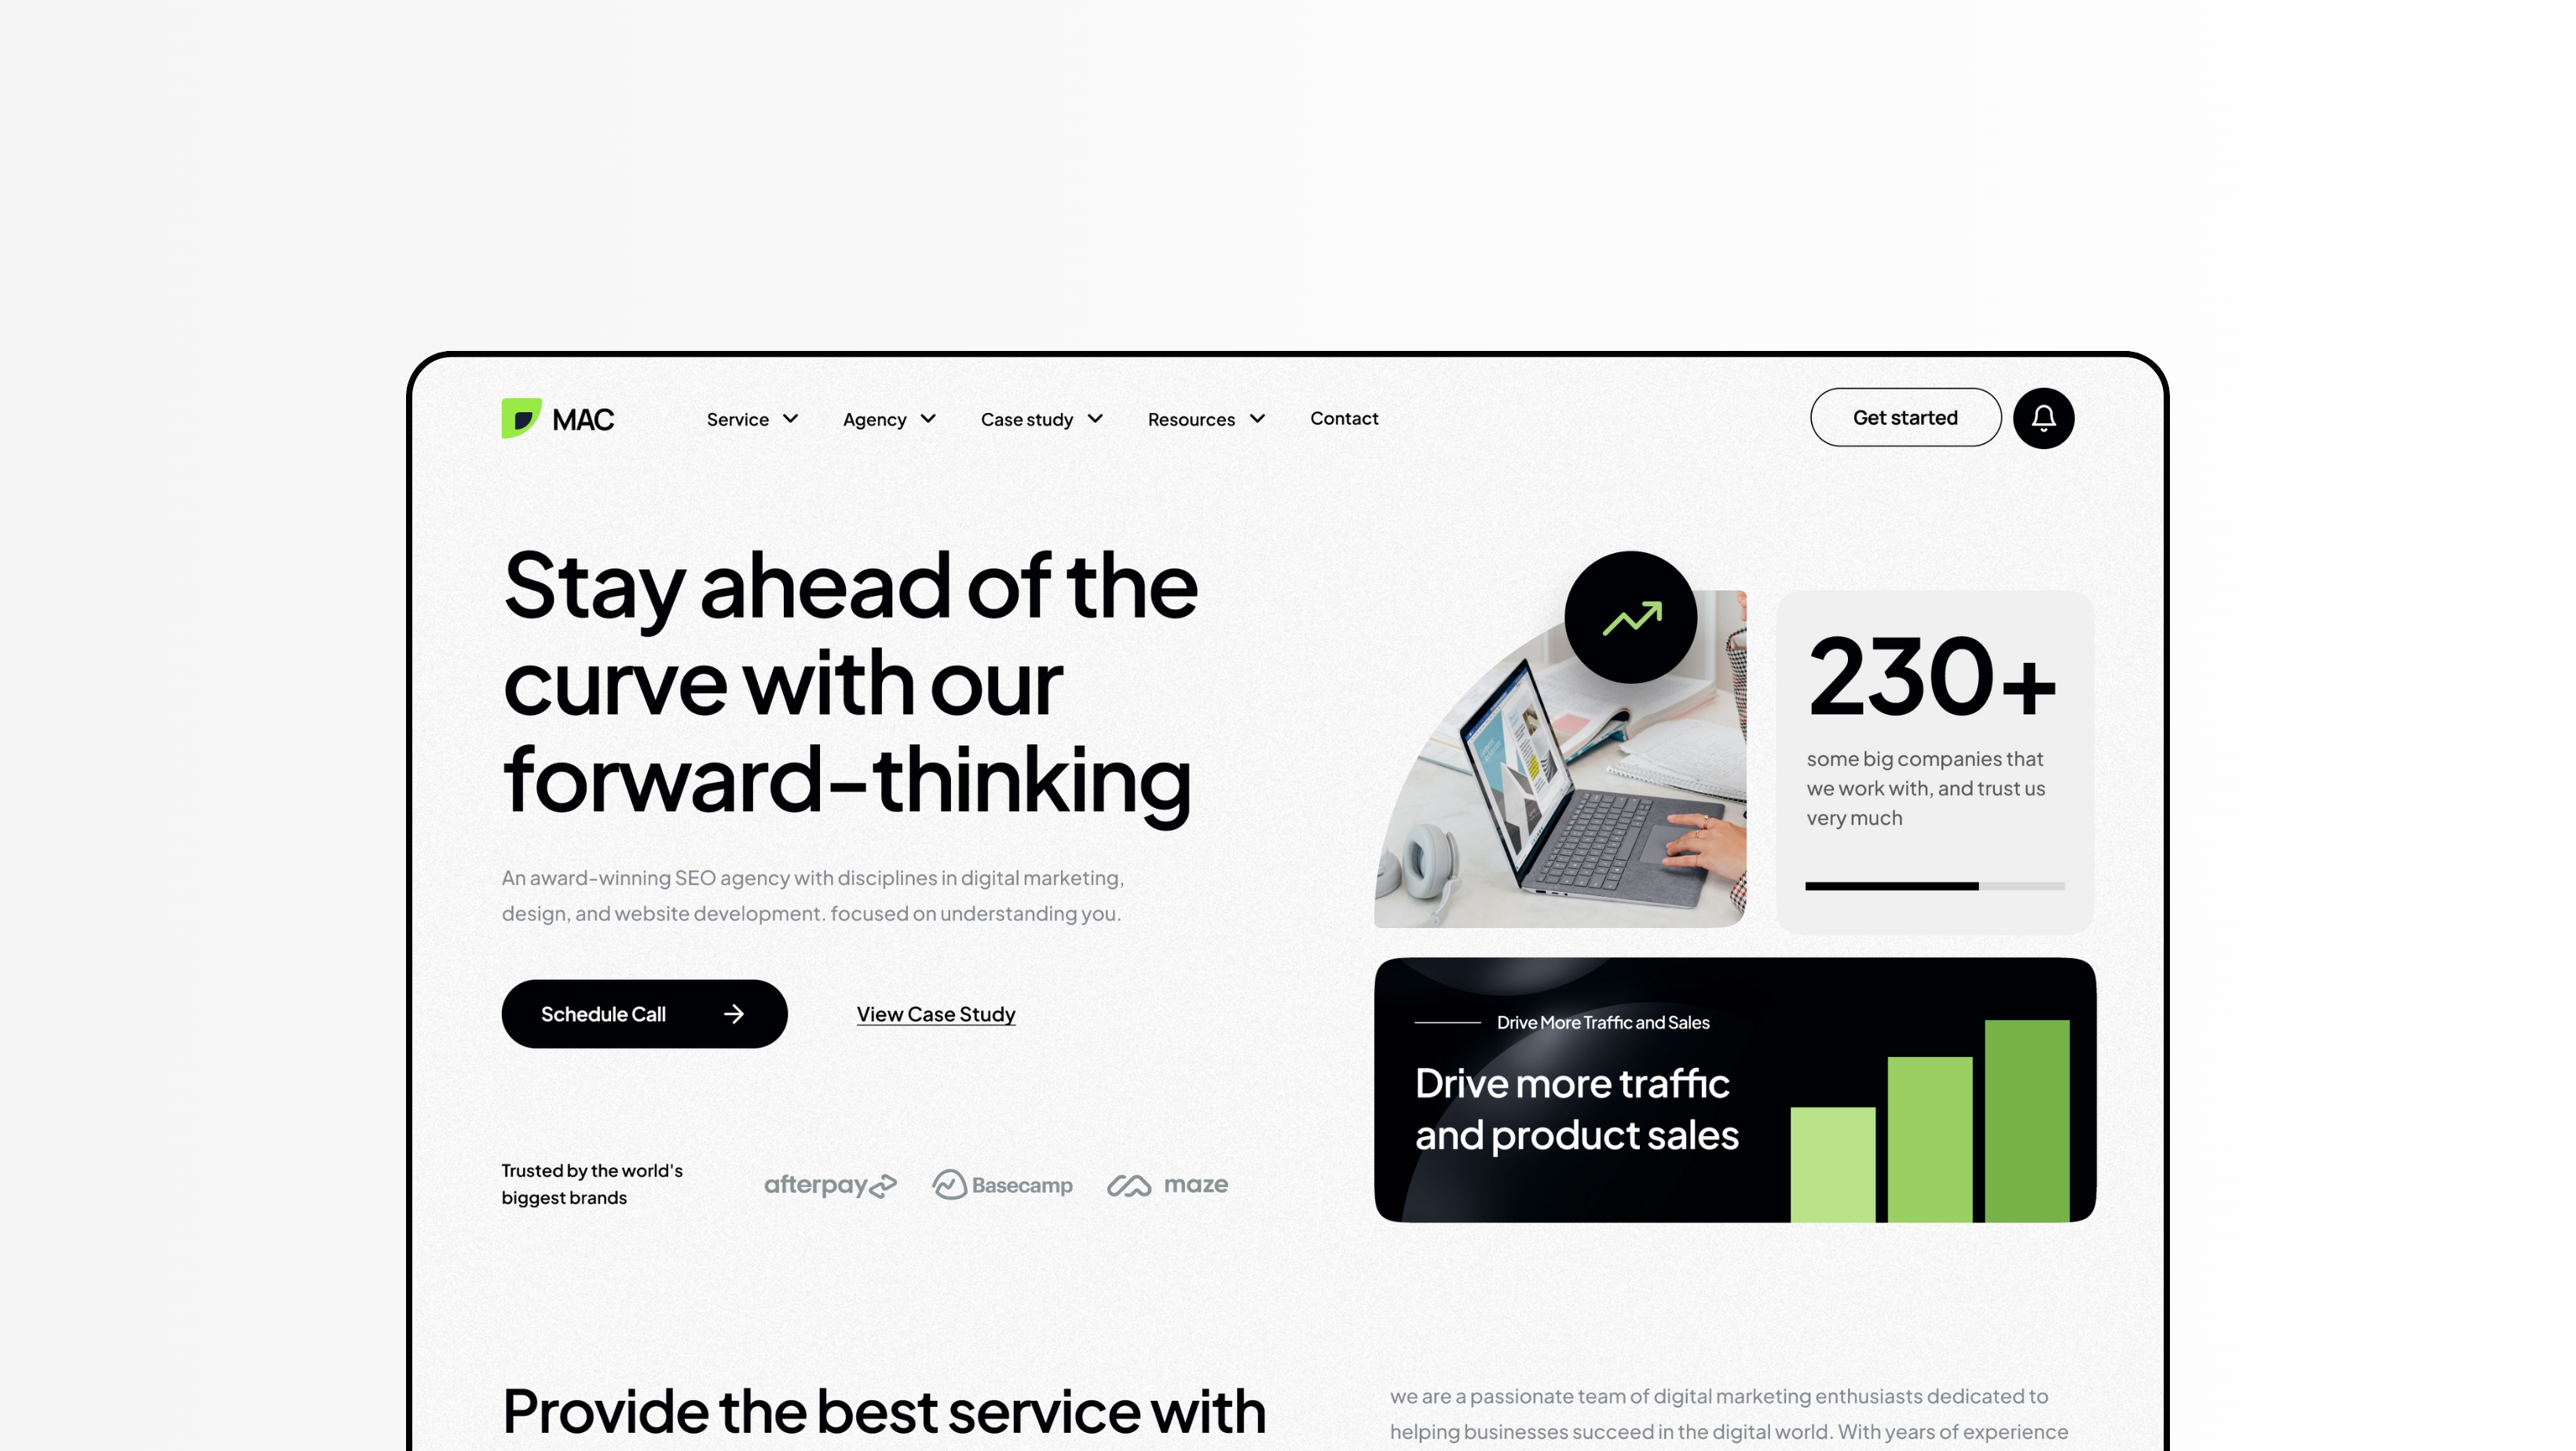 MAC
Service
Agency
Case study
Resources
Contact
Get started
Stay ahead of the
curve with our
forward-thinking
An award-winning SEO agency with disciplines in digital marketing,
design, and website development. focused on understanding you.
Schedule Call
View Case Study
Trusted by the world's
biggest brands
afterpay
Basecamp
maze
230+
some big companies that
we work with, and trust us
very much
Drive More Traffic and Sales
Drive more traffic
and product sales
Provide the best service with
we are a passionate team of digital marketing enthusiasts dedicated to
helping businesses succeed in the digital world. With years of experience